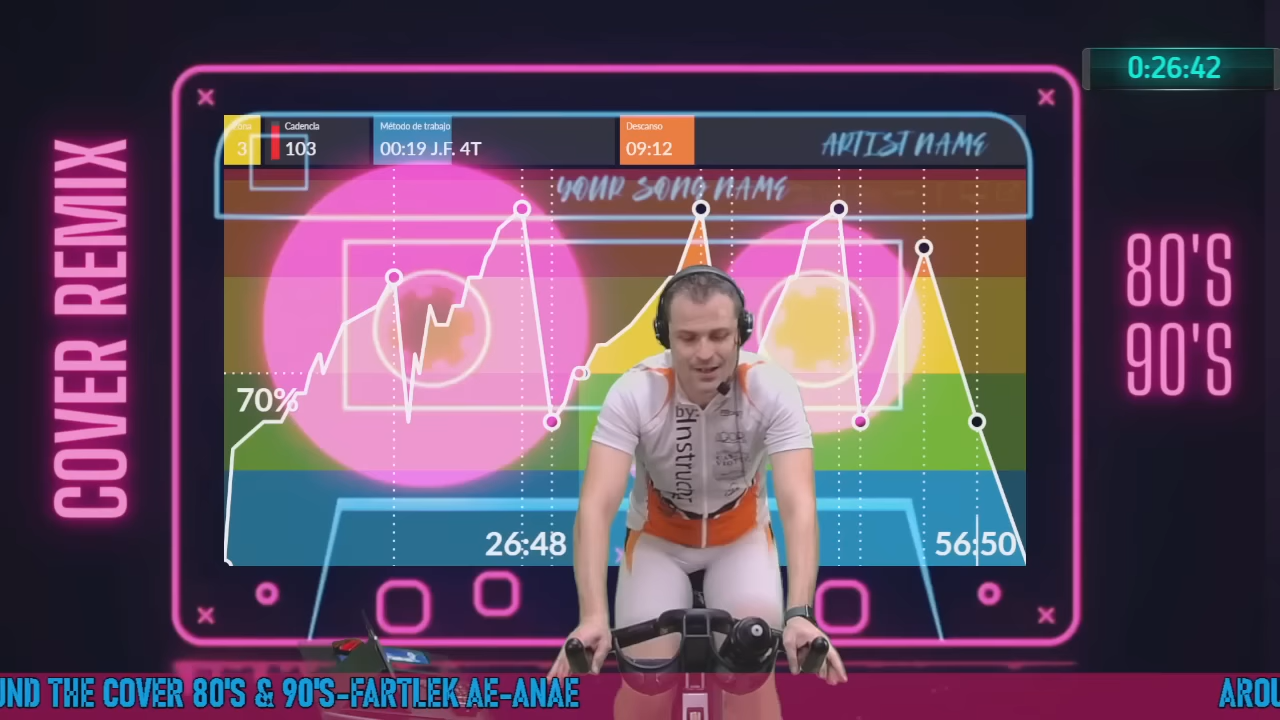 0:26:42
COVER REMIX
3
Cadencia
103
Método de trabajo
00:19 J.F. 4T
Descanso
09:12
ARTIST NAME
YOUR SONG NAME
80'S
90'S
70%
by:
Instruct
26:48
56:50
UND THE COVER 80'S & 90'S-FARTLEK AE-ANAE
AROU